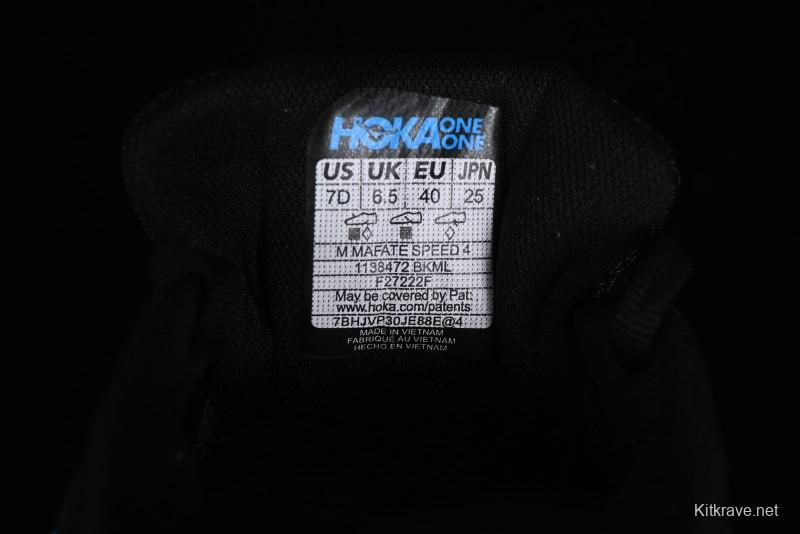 HOKA ONE ONE
US UK EU JPN
7D 6.5 40 25
M MAFATE SPEED 4
1138472 BKML
F27222F
May be covered by Pat:
www.hoka.com/patents
7BHJVP30JE88E@4
MADE IN VIETNAM
FABRIQUÉ AU VIETNAM
HECHO EN VIETNAM
Kitkrave.net